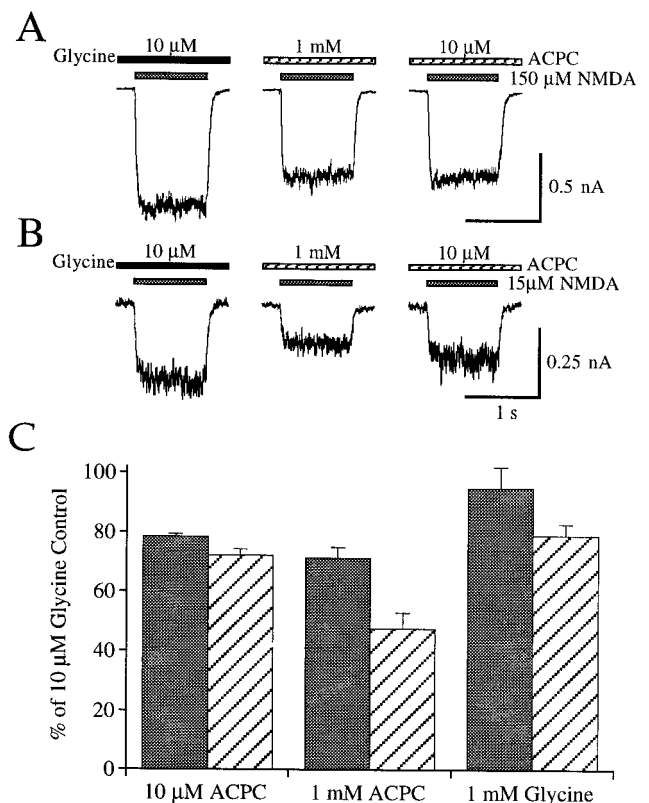 A
Glycine 10 μM 1 mM 10 μM ACPC
150 μM NMDA
0.5 nA
B
Glycine 10 μM 1 mM 10 μM ACPC
15μM NMDA
0.25 nA
1 s
C
% of 10 μM Glycine Control
100
80
60
40
20
0
10 μM ACPC 1 mM ACPC 1 mM Glycine